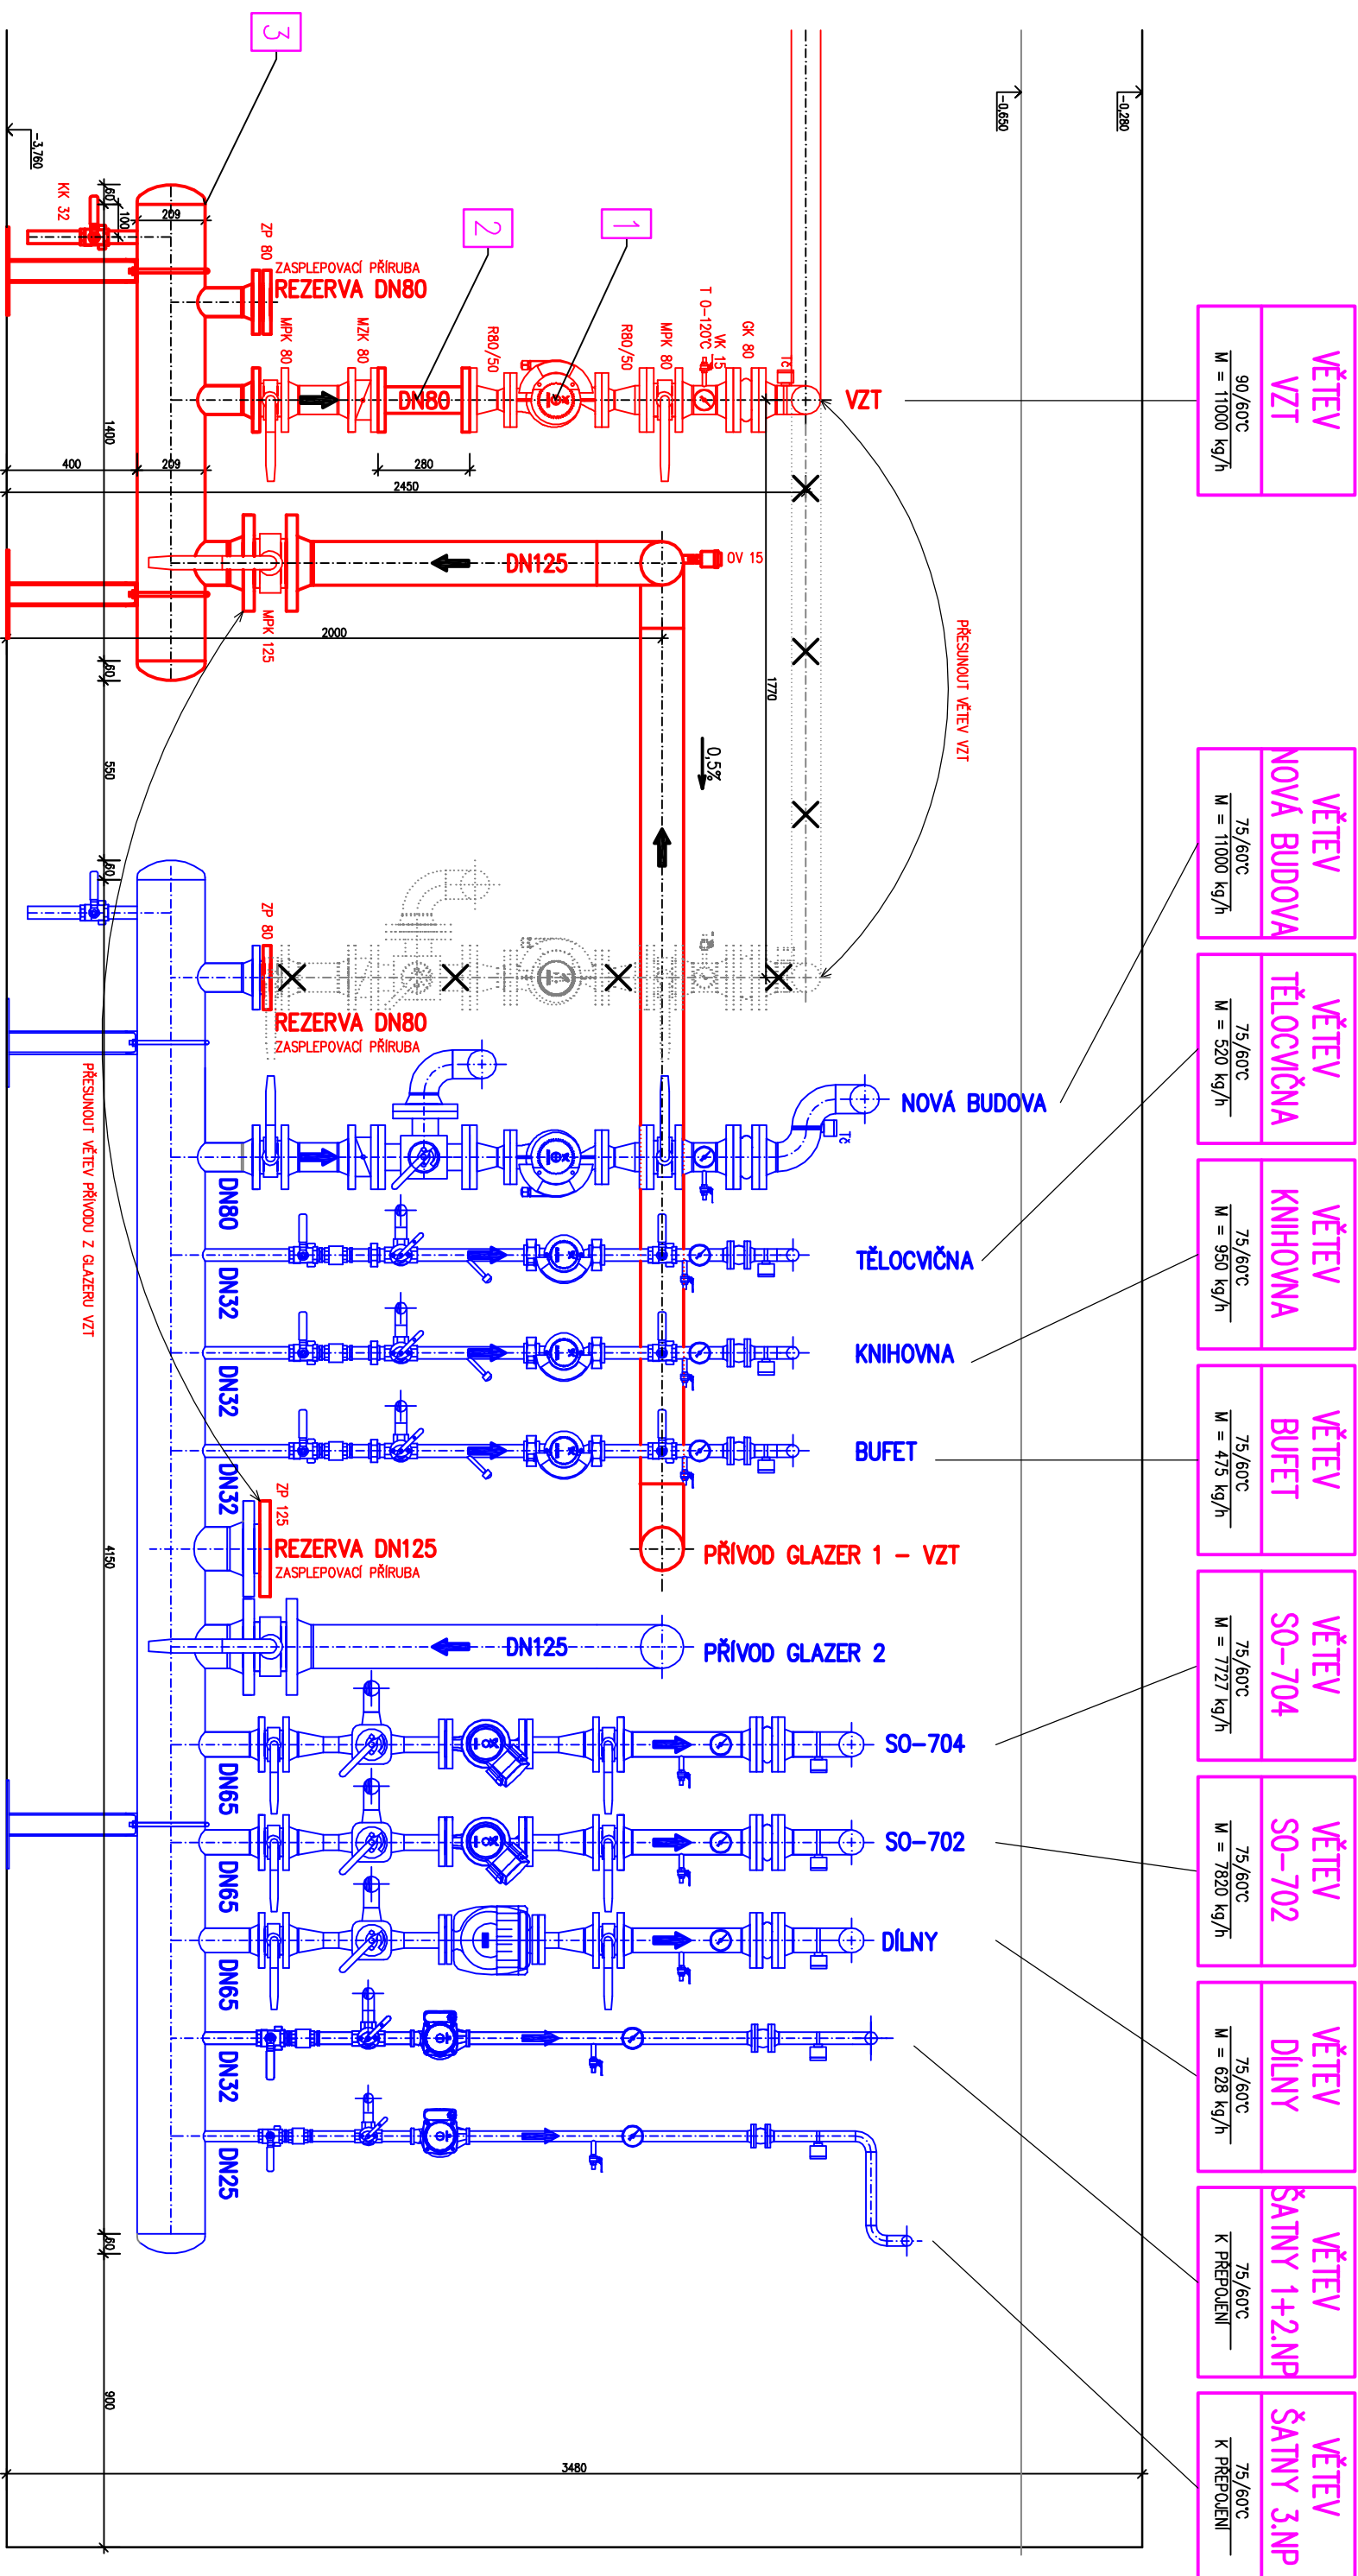 VĚTEV
VZT
90/60°C
M = 11000 kg/h
VĚTEV
NOVÁ BUDOVA
75/60°C
M = 11000 kg/h
VĚTEV
TĚLOCVIČNA
75/60°C
M = 520 kg/h
VĚTEV
KNIHOVNA
75/60°C
M = 950 kg/h
VĚTEV
BUFET
75/60°C
M = 475 kg/h
VĚTEV
SO-704
75/60°C
M = 7727 kg/h
VĚTEV
SO-702
75/60°C
M = 7820 kg/h
VĚTEV
DÍLNY
75/60°C
M = 628 kg/h
VĚTEV
ŠATNY 1+2.NP
75/60°C
K PŘEPOJENÍ
VĚTEV
ŠATNY 3.NP
75/60°C
K PŘEPOJENÍ
-0,280
-0,650
PŘESUNOUT VĚTEV VZT
VZT
NOVÁ BUDOVA
TĚLOCVIČNA
KNIHOVNA
BUFET
PŘÍVOD GLAZER 1 - VZT
PŘÍVOD GLAZER 2
SO-704
SO-702
DÍLNY
Tč
Tč
GK 80
VK 15
T 0-120°C
MPK 80
R80/50
1
R80/50
2
DN80
MZK 80
MPK 80
280
2450
1770
OV 15
0,5%
DN125
2000
MPK 125
DN125
3480
3
ZP 80
ZASPLEPOVACÍ PŘÍRUBA
REZERVA DN80
ZP 80
REZERVA DN80
ZASPLEPOVACÍ PŘÍRUBA
ZP 125
REZERVA DN125
ZASPLEPOVACÍ PŘÍRUBA
DN80
DN32
DN32
DN32
DN65
DN65
DN65
DN32
DN25
209
209
400
KK 32
-3,760
60
100
1400
60
550
60
4150
60
900
PŘESUNOUT VĚTEV PŘÍVODU Z GLAZERU VZT